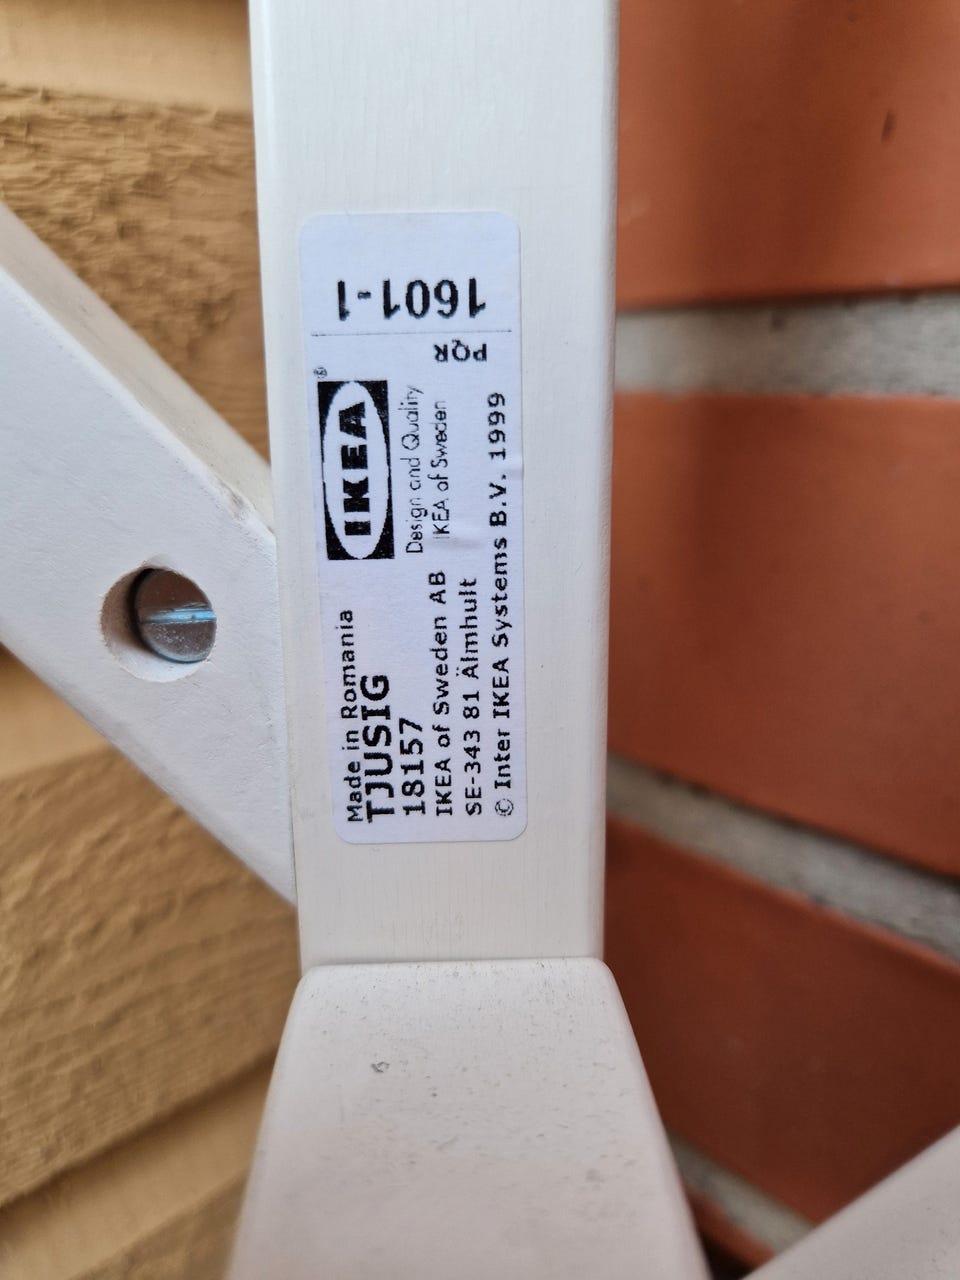 Made in Romania
TJUSIG
18157
IKEA of Sweden AB
SE-343 81 Älmhult
© Inter IKEA Systems B.V. 1999
IKEA®
Design and Quality
IKEA of Sweden
PQR
1601-1